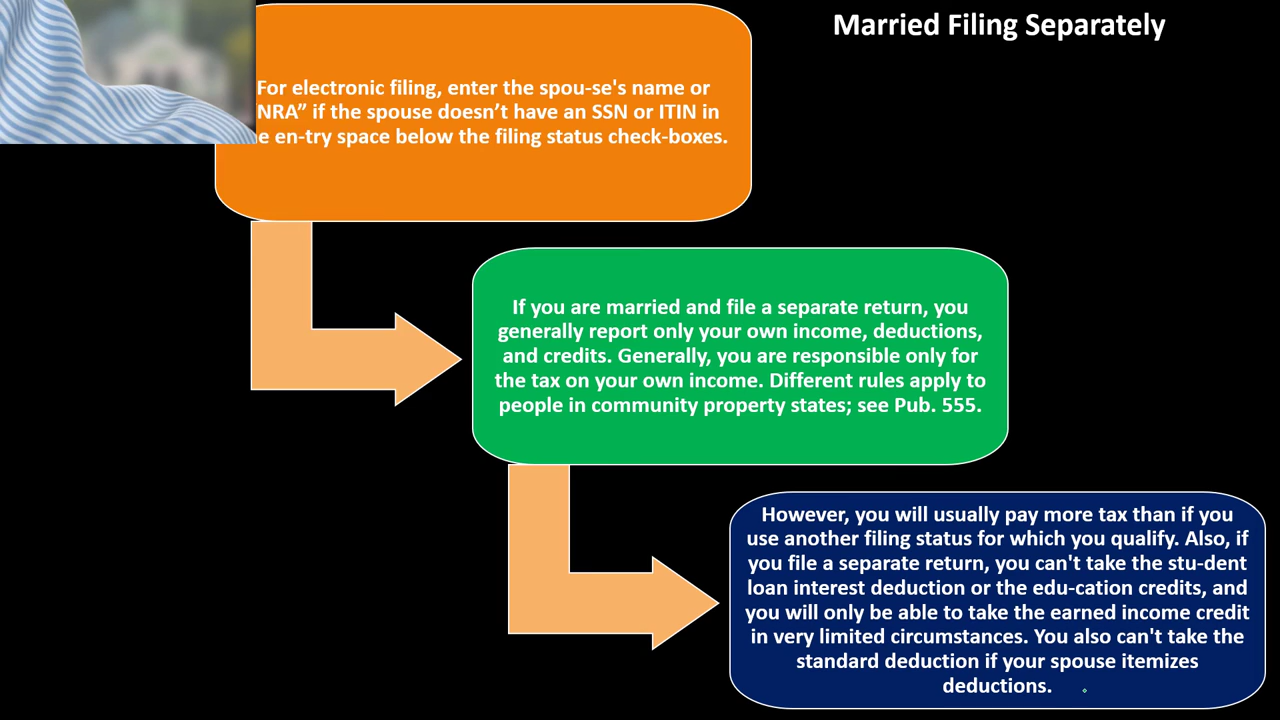 Married Filing Separately
For electronic filing, enter the spou-se's name or
NRA” if the spouse doesn’t have an SSN or ITIN in
e en-try space below the filing status check-boxes.
If you are married and file a separate return, you
generally report only your own income, deductions,
and credits. Generally, you are responsible only for
the tax on your own income. Different rules apply to
people in community property states; see Pub. 555.
However, you will usually pay more tax than if you
use another filing status for which you qualify. Also, if
you file a separate return, you can't take the stu-dent
loan interest deduction or the edu-cation credits, and
you will only be able to take the earned income credit
in very limited circumstances. You also can't take the
standard deduction if your spouse itemizes
deductions.